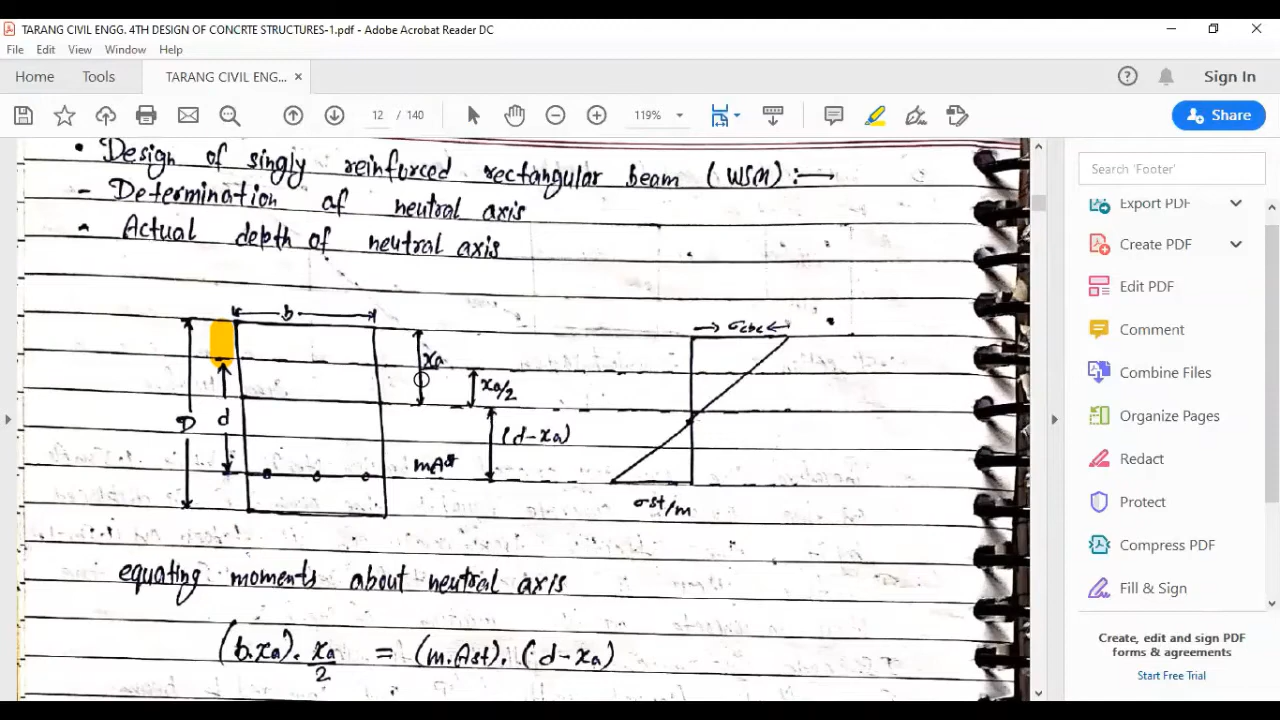 TARANG CIVIL ENGG. 4TH DESIGN OF CONCRTE STRUCTURES-1.pdf - Adobe Acrobat Reader DC
File Edit View Window Help
Home Tools TARANG CIVIL ENG... × Sign In
12 / 140 119% Share
• Design of singly reinforced rectangular beam (WSM) :→
- Determination of neutral axis
- Actual depth of neutral axis
b
σcbc
xa
xa/2
D
d
(d-xa)
mAst
σst/m
equating moments about neutral axis
(b.xa). xa/2 = (m.Ast). (d-xa)
Search 'Footer'
Export PDF
Create PDF
Edit PDF
Comment
Combine Files
Organize Pages
Redact
Protect
Compress PDF
Fill & Sign
Create, edit and sign PDF
forms & agreements
Start Free Trial